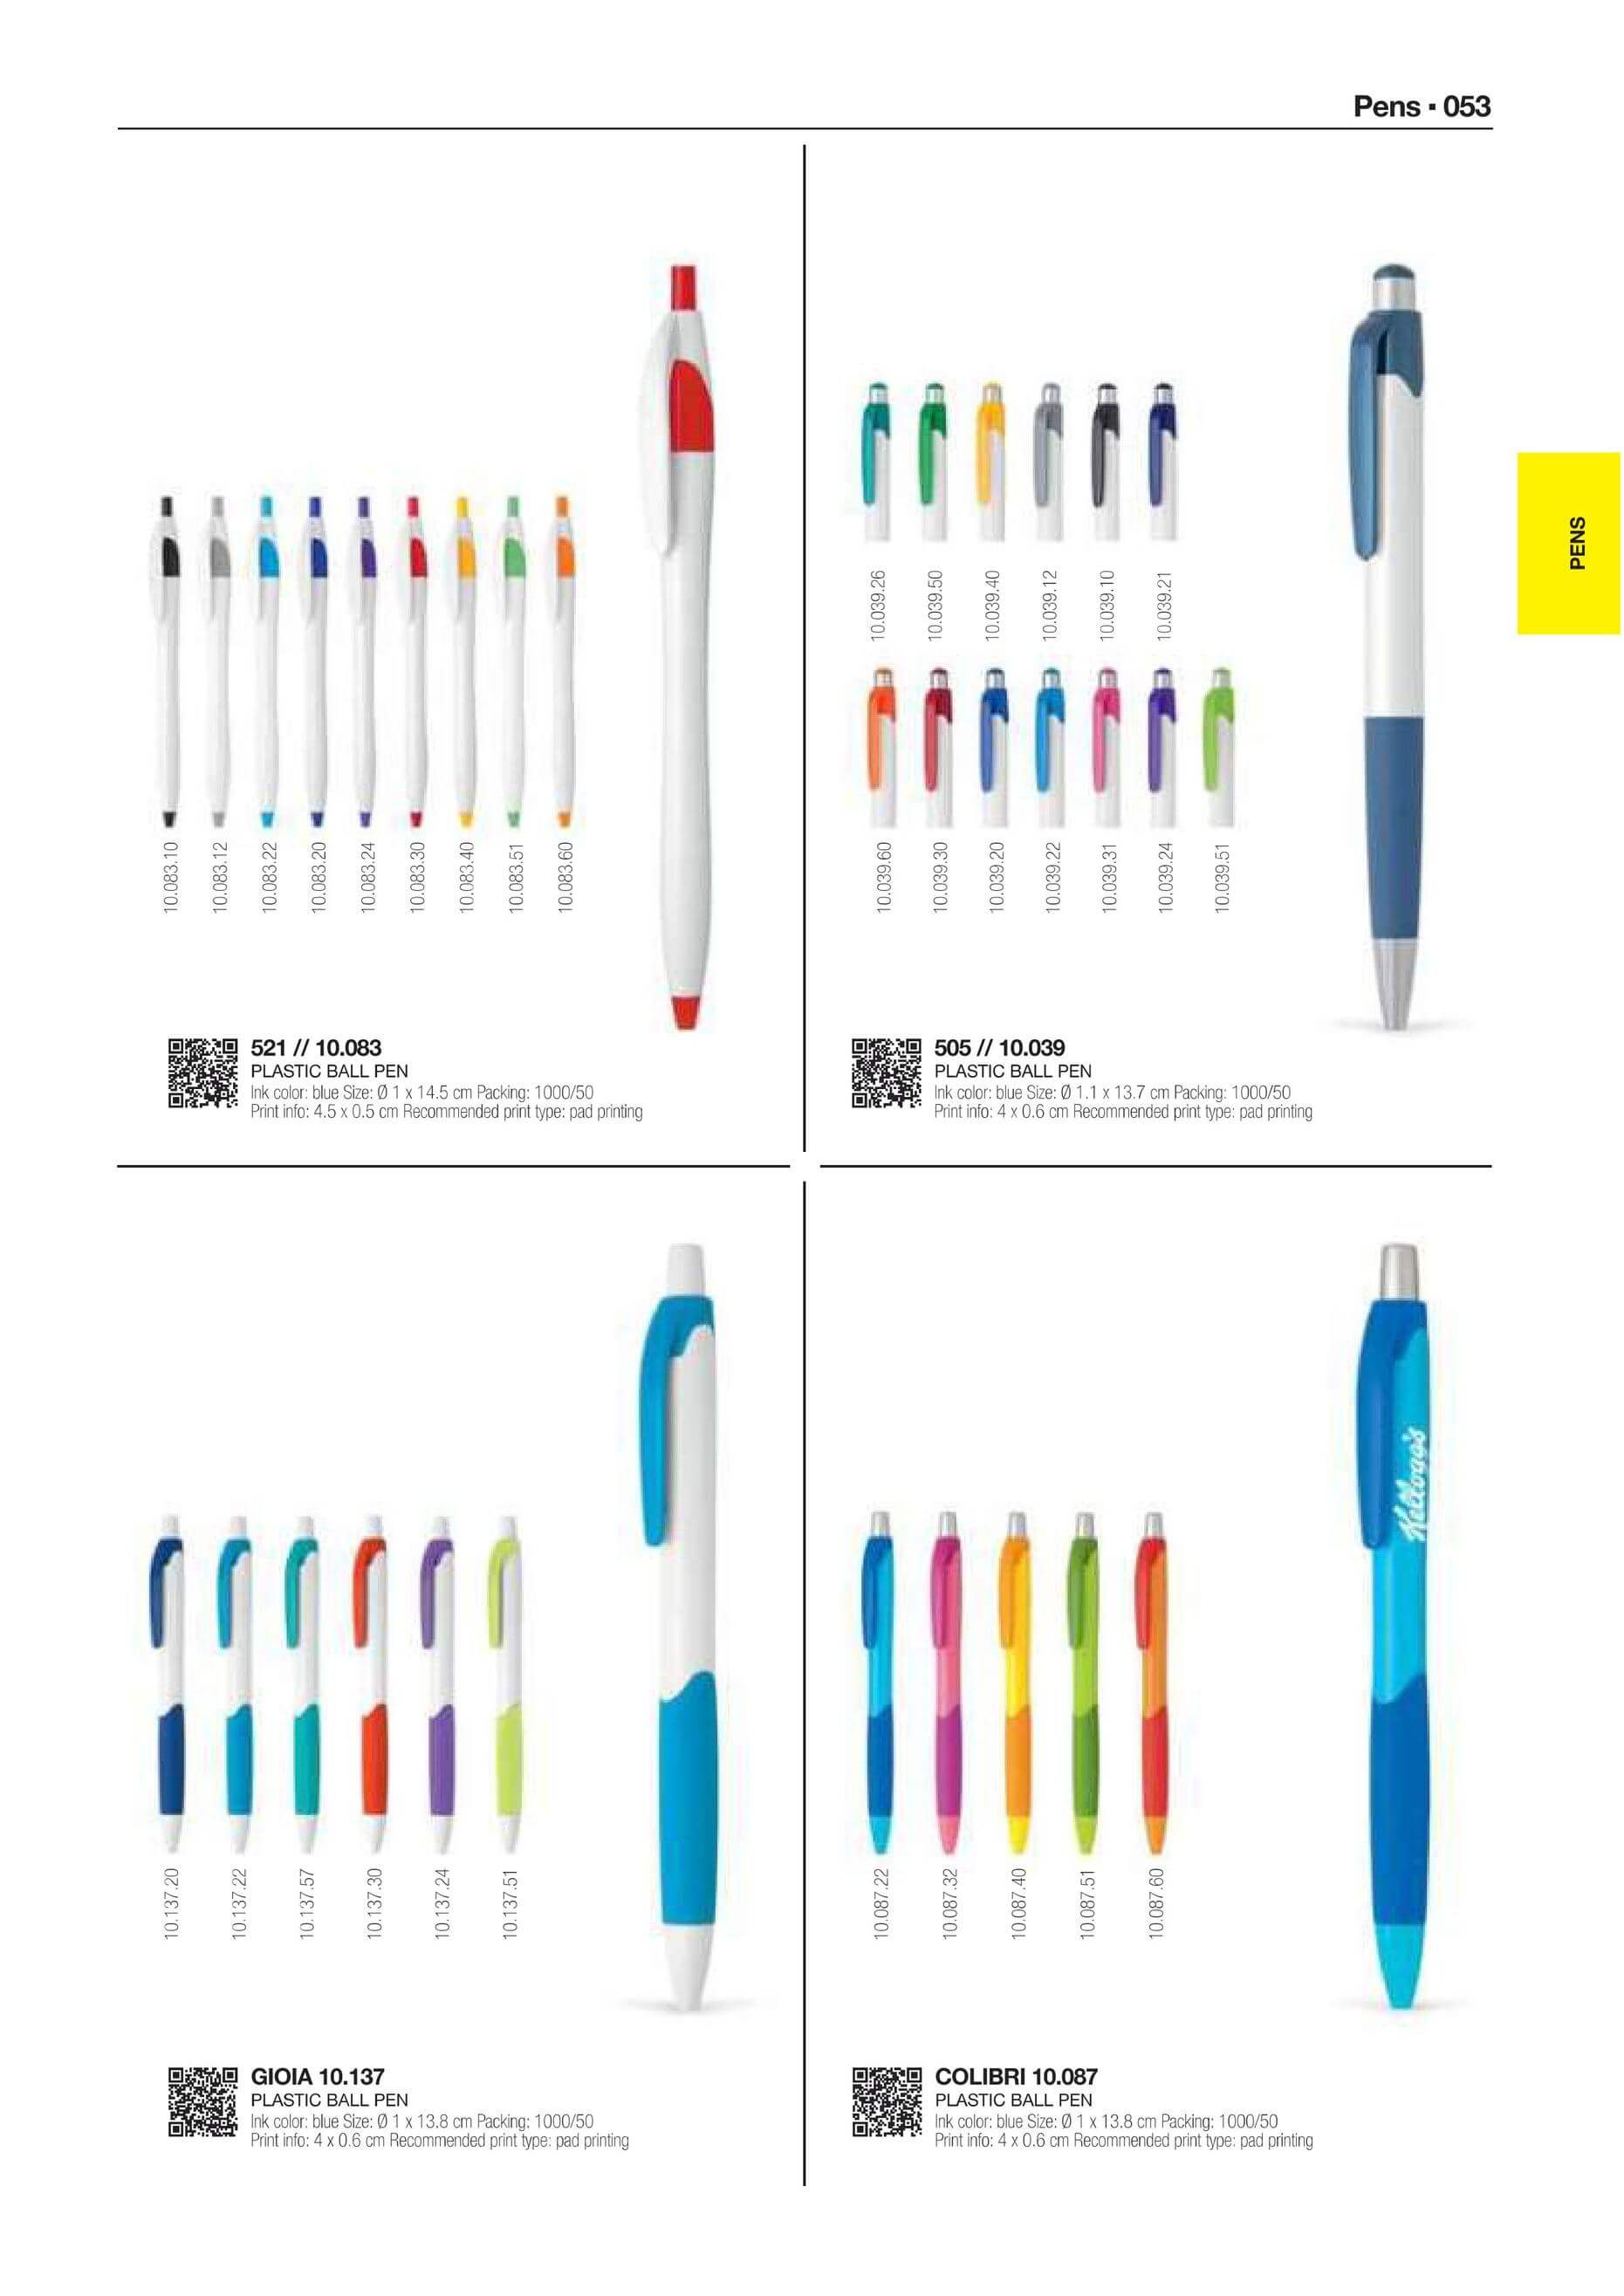 Pens ▪ 053
PENS
10.083.10
10.083.12
10.083.22
10.083.20
10.083.24
10.083.30
10.083.40
10.083.51
10.083.60
521 // 10.083
PLASTIC BALL PEN
Ink color: blue Size: Ø 1 x 14.5 cm Packing: 1000/50
Print info: 4.5 x 0.5 cm Recommended print type: pad printing
10.039.26
10.039.50
10.039.40
10.039.12
10.039.10
10.039.21
10.039.60
10.039.30
10.039.20
10.039.22
10.039.31
10.039.24
10.039.51
505 // 10.039
PLASTIC BALL PEN
Ink color: blue Size: Ø 1.1 x 13.7 cm Packing: 1000/50
Print info: 4 x 0.6 cm Recommended print type: pad printing
10.137.20
10.137.22
10.137.57
10.137.30
10.137.24
10.137.51
GIOIA 10.137
PLASTIC BALL PEN
Ink color: blue Size: Ø 1 x 13.8 cm Packing: 1000/50
Print info: 4 x 0.6 cm Recommended print type: pad printing
Kellogg's
10.087.22
10.087.32
10.087.40
10.087.51
10.087.60
COLIBRI 10.087
PLASTIC BALL PEN
Ink color: blue Size: Ø 1 x 13.8 cm Packing: 1000/50
Print info: 4 x 0.6 cm Recommended print type: pad printing